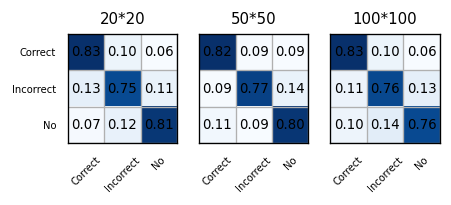 20*20 50*50 100*100
Correct 0.83 0.10 0.06 0.82 0.09 0.09 0.83 0.10 0.06
Incorrect 0.13 0.75 0.11 0.09 0.77 0.14 0.11 0.76 0.13
No 0.07 0.12 0.81 0.11 0.09 0.80 0.10 0.14 0.76
Correct Incorrect No Correct Incorrect No Correct Incorrect No